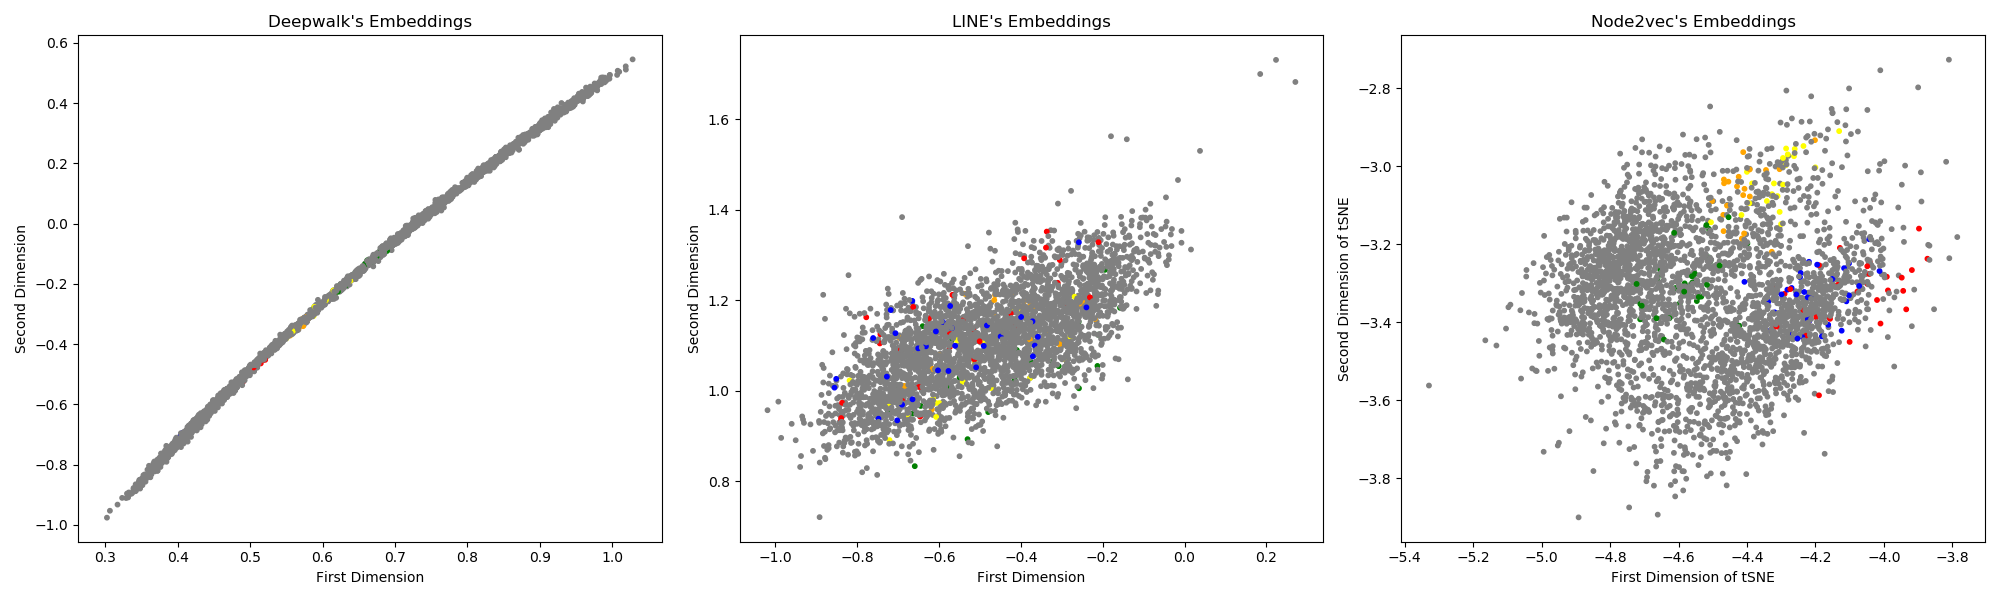 Deepwalk's Embeddings
0.6
0.4
0.2
0.0
−0.2
−0.4
−0.6
−0.8
−1.0
Second Dimension
0.3 0.4 0.5 0.6 0.7 0.8 0.9 1.0
First Dimension
LINE's Embeddings
1.6
1.4
1.2
1.0
0.8
Second Dimension
−1.0 −0.8 −0.6 −0.4 −0.2 0.0 0.2
First Dimension
Node2vec's Embeddings
−2.8
−3.0
−3.2
−3.4
−3.6
−3.8
Second Dimension of tSNE
−5.4 −5.2 −5.0 −4.8 −4.6 −4.4 −4.2 −4.0 −3.8
First Dimension of tSNE